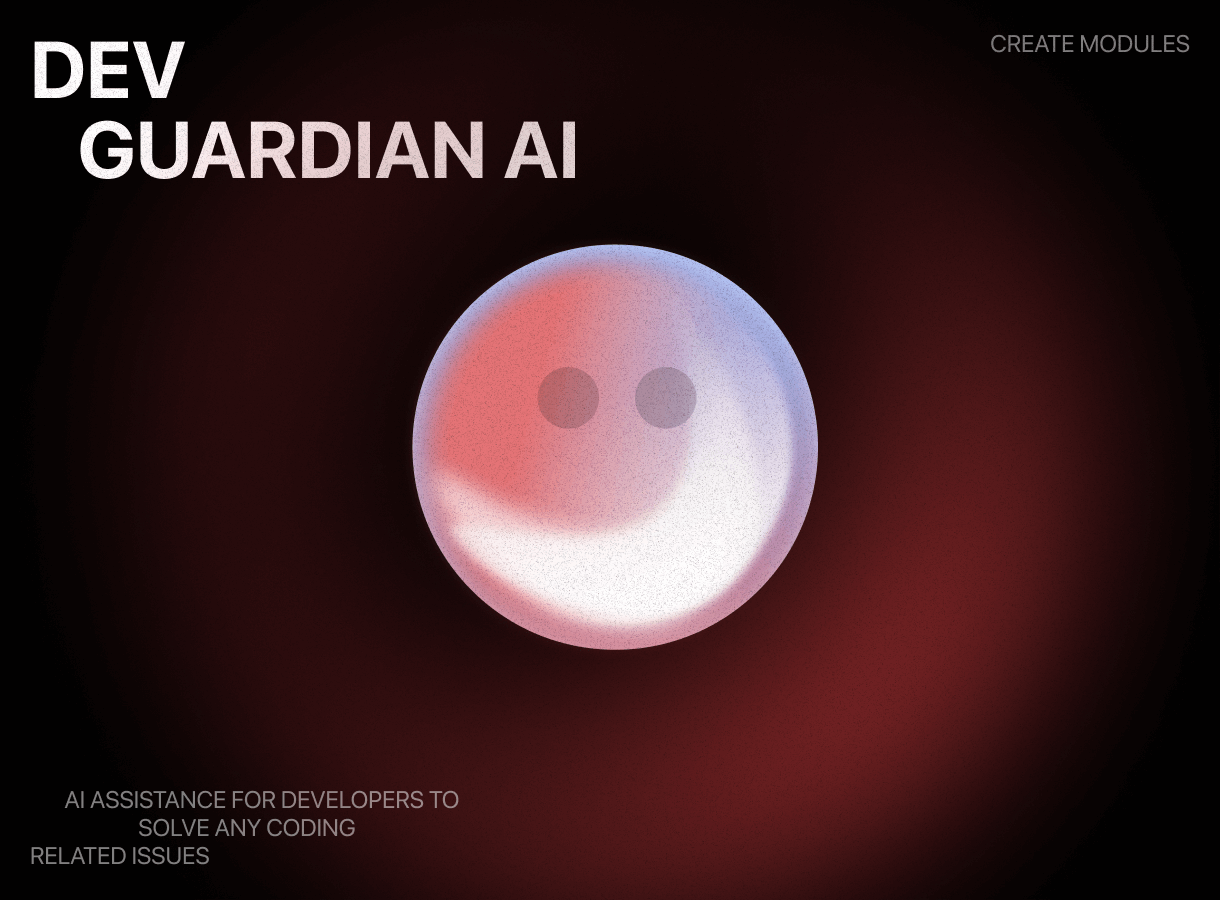 DEV
GUARDIAN AI
CREATE MODULES
AI ASSISTANCE FOR DEVELOPERS TO
SOLVE ANY CODING
RELATED ISSUES